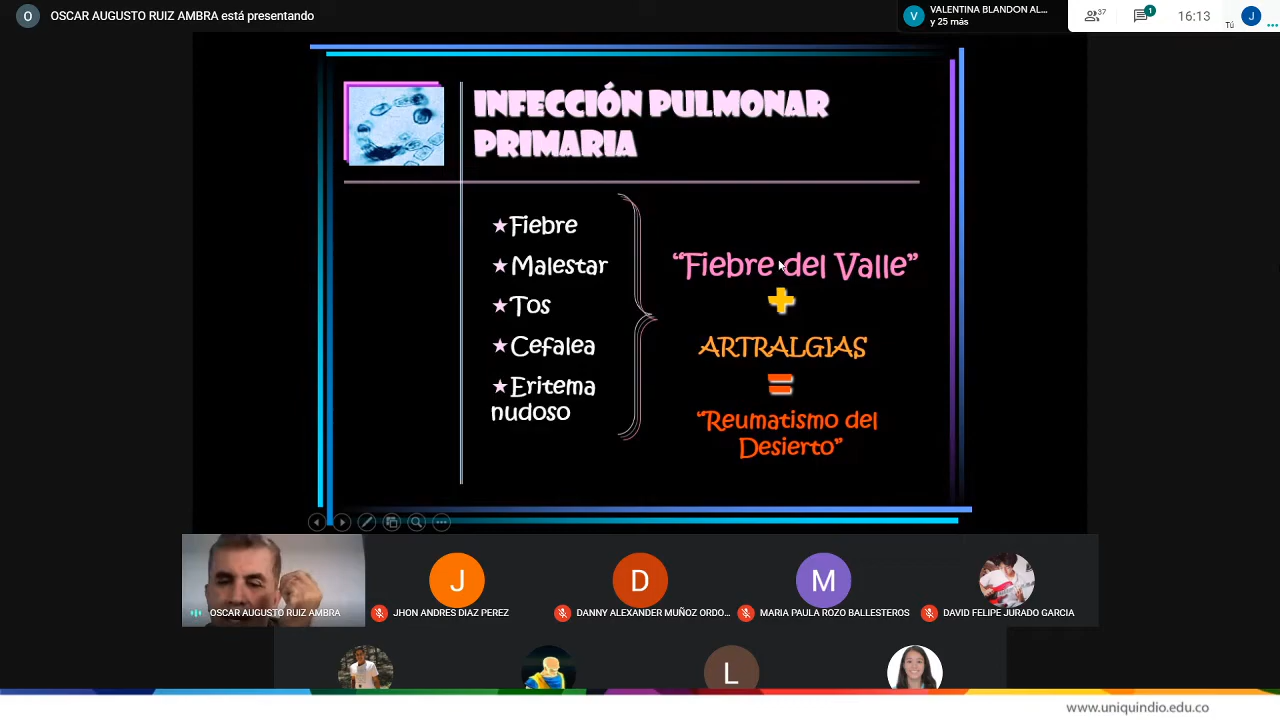 O OSCAR AUGUSTO RUIZ AMBRA está presentando
V VALENTINA BLANDON AL...
y 25 más
37
1
16:13
Tú
J
INFECCIÓN PULMONAR
PRIMARIA
Fiebre
Malestar
Tos
Cefalea
Eritema
nudoso
“Fiebre del Valle”
+
ARTRALGIAS
=
“Reumatismo del
Desierto”
J
D
M
OSCAR AUGUSTO RUIZ AMBRA
JHON ANDRES DIAZ PEREZ
DANNY ALEXANDER MUÑOZ ORDO...
MARIA PAULA ROZO BALLESTEROS
DAVID FELIPE JURADO GARCIA
L
www.uniquindio.edu.co